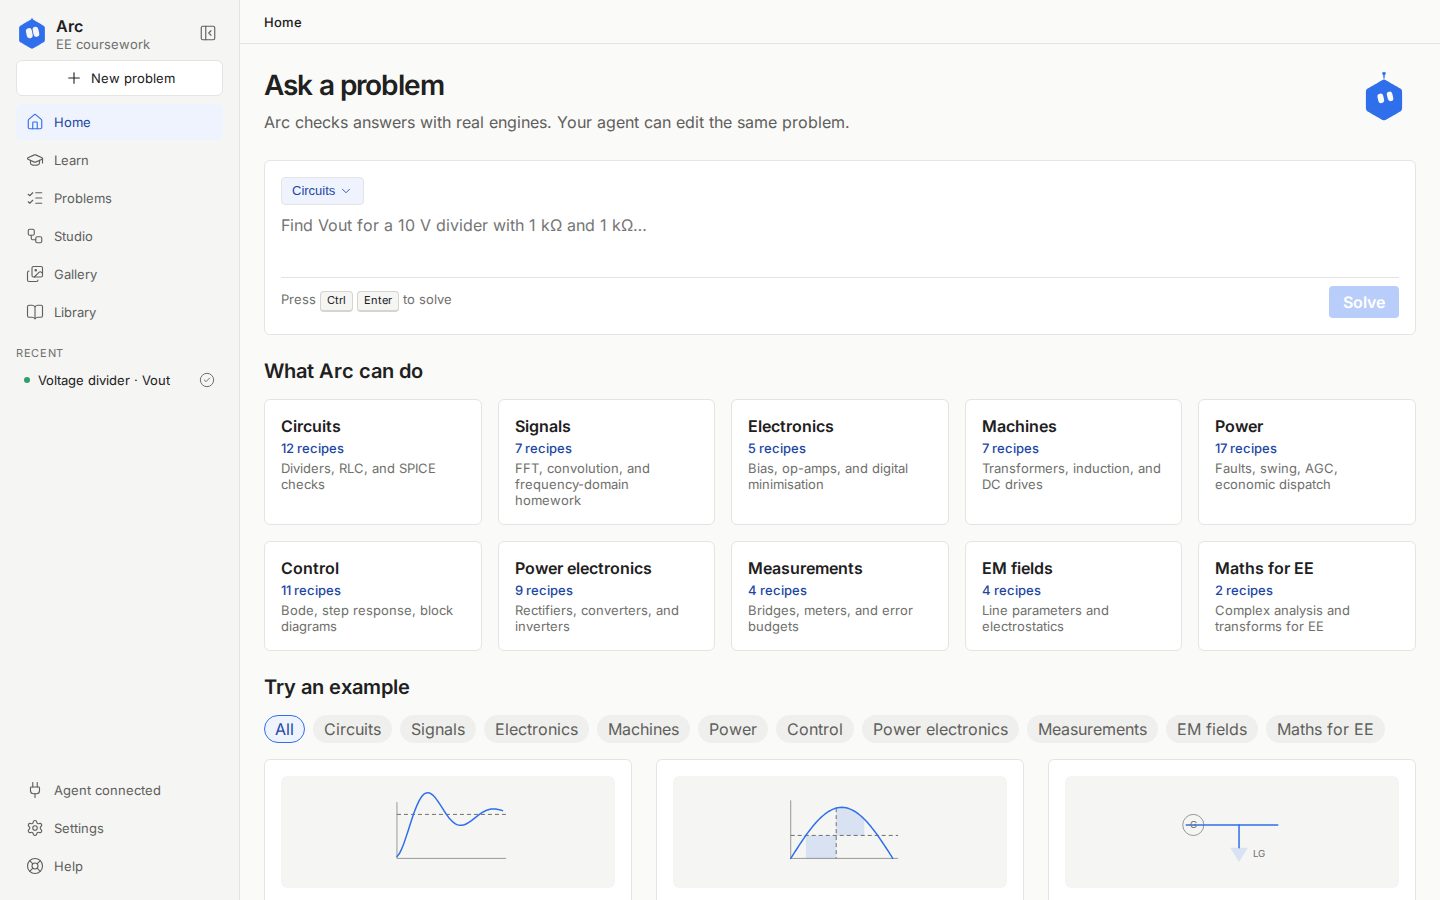 Arc
EE coursework
New problem
Home
Learn
Problems
Studio
Gallery
Library
RECENT
Voltage divider · Vout
Agent connected
Settings
Help
Home
Ask a problem
Arc checks answers with real engines. Your agent can edit the same problem.
Circuits
Find Vout for a 10 V divider with 1 kΩ and 1 kΩ...
Press Ctrl Enter to solve
Solve
What Arc can do
Circuits
12 recipes
Dividers, RLC, and SPICE
checks
Signals
7 recipes
FFT, convolution, and
frequency-domain
homework
Electronics
5 recipes
Bias, op-amps, and digital
minimisation
Machines
7 recipes
Transformers, induction, and
DC drives
Power
17 recipes
Faults, swing, AGC,
economic dispatch
Control
11 recipes
Bode, step response, block
diagrams
Power electronics
9 recipes
Rectifiers, converters, and
inverters
Measurements
4 recipes
Bridges, meters, and error
budgets
EM fields
4 recipes
Line parameters and
electrostatics
Maths for EE
2 recipes
Complex analysis and
transforms for EE
Try an example
All Circuits Signals Electronics Machines Power Control Power electronics Measurements EM fields Maths for EE
G
LG